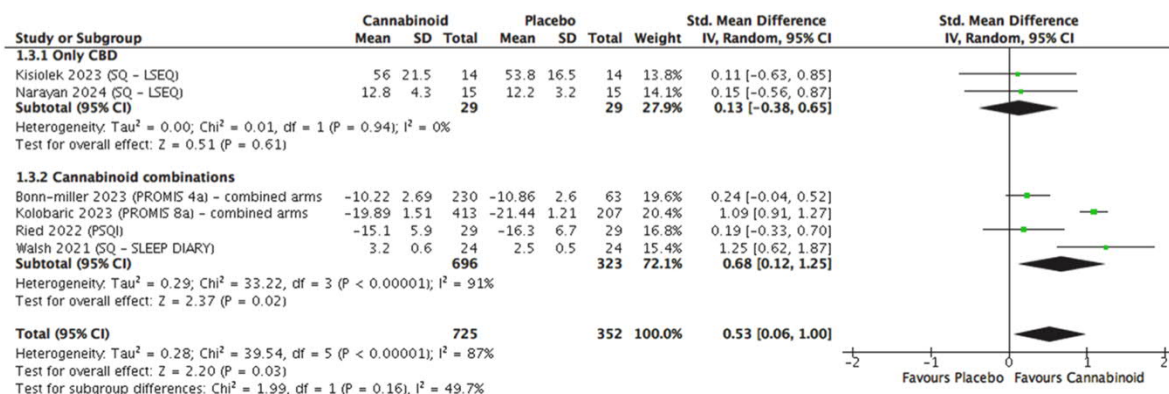 Cannabinoid Placebo Std. Mean Difference Std. Mean Difference
Study or Subgroup Mean SD Total Mean SD Total Weight IV, Random, 95% CI IV, Random, 95% CI
1.3.1 Only CBD
Kisiolek 2023 (SQ – LSEQ) 56 21.5 14 53.8 16.5 14 13.8% 0.11 [-0.63, 0.85]
Narayan 2024 (SQ – LSEQ) 12.8 4.3 15 12.2 3.2 15 14.1% 0.15 [-0.56, 0.87]
Subtotal (95% CI) 29 29 27.9% 0.13 [-0.38, 0.65]
Heterogeneity: Tau² = 0.00; Chi² = 0.01, df = 1 (P = 0.94); I² = 0%
Test for overall effect: Z = 0.51 (P = 0.61)
1.3.2 Cannabinoid combinations
Bonn-miller 2023 (PROMIS 4a) – combined arms -10.22 2.69 230 -10.86 2.6 63 19.6% 0.24 [-0.04, 0.52]
Kolobaric 2023 (PROMIS 8a) – combined arms -19.89 1.51 413 -21.44 1.21 207 20.4% 1.09 [0.91, 1.27]
Ried 2022 (PSQI) -15.1 5.9 29 -16.3 6.7 29 16.8% 0.19 [-0.33, 0.70]
Walsh 2021 (SQ – SLEEP DIARY) 3.2 0.6 24 2.5 0.5 24 15.4% 1.25 [0.62, 1.87]
Subtotal (95% CI) 696 323 72.1% 0.68 [0.12, 1.25]
Heterogeneity: Tau² = 0.29; Chi² = 33.22, df = 3 (P < 0.00001); I² = 91%
Test for overall effect: Z = 2.37 (P = 0.02)
Total (95% CI) 725 352 100.0% 0.53 [0.06, 1.00]
Heterogeneity: Tau² = 0.28; Chi² = 39.54, df = 5 (P < 0.00001); I² = 87%
Test for overall effect: Z = 2.20 (P = 0.03)
Test for subgroup differences: Chi² = 1.99, df = 1 (P = 0.16), I² = 49.7%
-2 -1 0 1 2
Favours Placebo Favours Cannabinoid